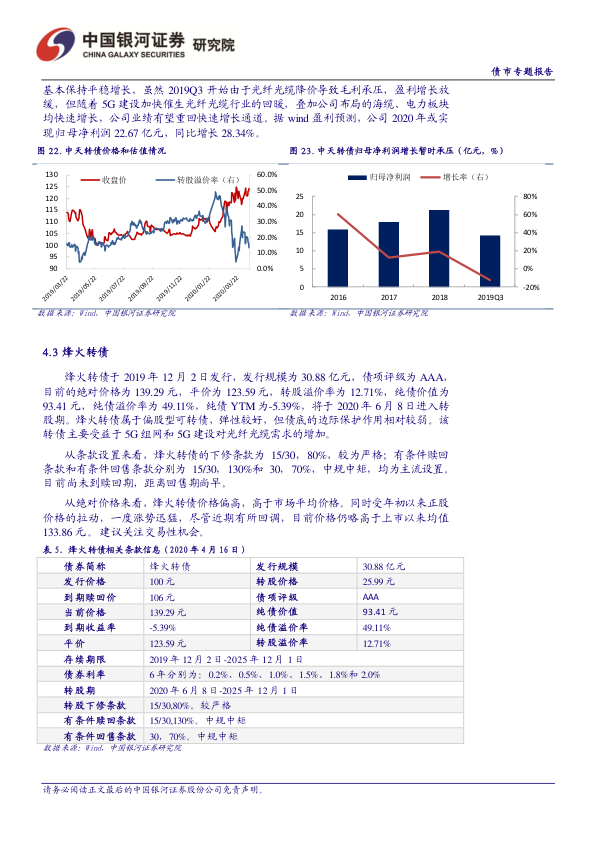 中国银河证券 研究院
CHINA GALAXY SECURITIES
债市专题报告
基本保持平稳增长，虽然 2019Q3 开始由于光纤光缆降价导致毛利承压，盈利增长放
缓，但随着 5G 建设加快催生光纤光缆行业的回暖，叠加公司布局的海缆、电力板块
均快速增长，公司业绩有望重回快速增长通道。据 wind 盈利预测，公司 2020 年或实
现归母净利润 22.67 亿元，同比增长 28.34%。
图 22. 中天转债价格和估值情况
图 23. 中天转债归母净利润增长暂时承压（亿元，%）
收盘价 转股溢价率（右）
130
125
120
115
110
105
100
95
90
60.0%
50.0%
40.0%
30.0%
20.0%
10.0%
0.0%
2019/03/22
2019/05/22
2019/07/22
2019/09/22
2019/11/22
2020/01/22
2020/03/22
归母净利润 增长率（右）
25
20
15
10
5
0
80%
60%
40%
20%
0%
-20%
2016 2017 2018 2019Q3
数据来源：Wind，中国银河证券研究院
数据来源：Wind，中国银河证券研究院
4.3 烽火转债
烽火转债于 2019 年 12 月 2 日发行，发行规模为 30.88 亿元，债项评级为 AAA，
目前的绝对价格为 139.29 元，平价为 123.59 元，转股溢价率为 12.71%，纯债价值为
93.41 元，纯债溢价率为 49.11%，纯债 YTM 为-5.39%，将于 2020 年 6 月 8 日进入转
股期。烽火转债属于偏股型可转债，弹性较好，但债底的边际保护作用相对较弱。该
转债主要受益于 5G 组网和 5G 建设对光纤光缆需求的增加。
从条款设置来看，烽火转债的下修条款为 15/30，80%，较为严格；有条件赎回
条款和有条件回售条款分别为 15/30，130%和 30，70%，中规中矩，均为主流设置。
目前尚未到赎回期，距离回售期尚早。
从绝对价格来看，烽火转债价格偏高，高于市场平均价格。同时受年初以来正股
价格的拉动，一度涨势迅猛，尽管近期有所回调，目前价格仍略高于上市以来均值
133.86 元。建议关注交易性机会。
表 5. 烽火转债相关条款信息（2020 年 4 月 16 日）
债券简称 烽火转债 发行规模 30.88 亿元
发行价格 100 元 转股价格 25.99 元
到期赎回价 106 元 债项评级 AAA
当前价格 139.29 元 纯债价值 93.41 元
到期收益率 -5.39% 纯债溢价率 49.11%
平价 123.59 元 转股溢价率 12.71%
存续期限 2019 年 12 月 2 日-2025 年 12 月 1 日
债券利率 6 年分别为：0.2%、0.5%、1.0%、1.5%、1.8%和 2.0%
转股期 2020 年 6 月 8 日-2025 年 12 月 1 日
转股下修条款 15/30,80%。较严格
有条件赎回条款 15/30,130%。中规中矩
有条件回售条款 30，70%。中规中矩
数据来源：Wind，中国银河证券研究院
请务必阅读正文最后的中国银河证券股份公司免责声明。